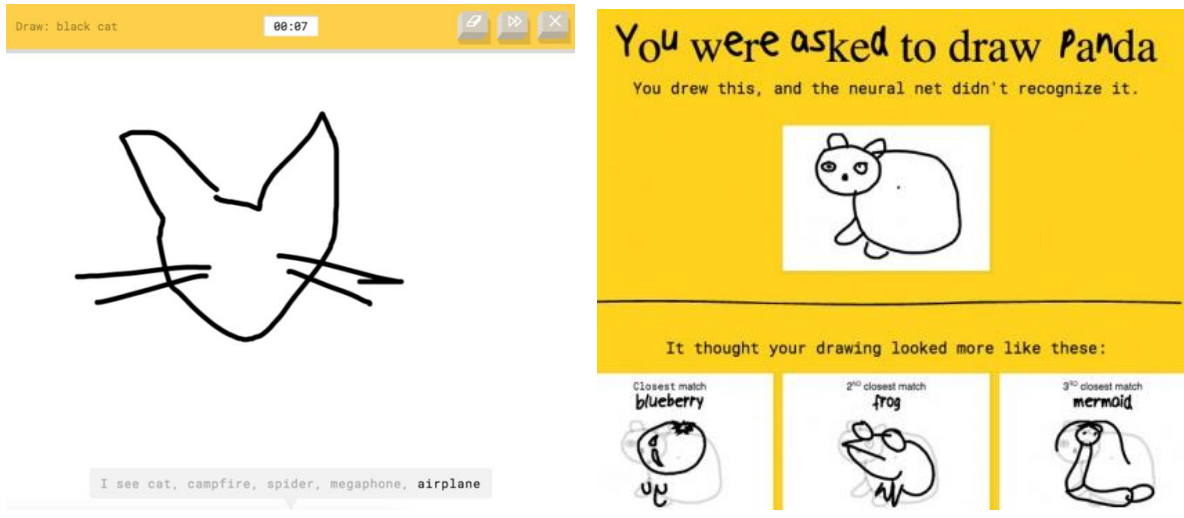 Draw: black cat
00:07
I see cat, campfire, spider, megaphone, airplane
You were asked to draw Panda
You drew this, and the neural net didn't recognize it.
It thought your drawing looked more like these:
Closest match
blueberry
2ND closest match
frog
3RD closest match
mermaid